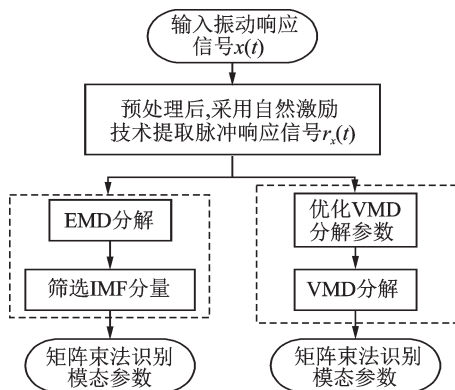 输入振动响应
信号x(t)
预处理后,采用自然激励
技术提取脉冲响应信号rₓ(t)
EMD分解
筛选IMF分量
矩阵束法识别
模态参数
优化VMD
分解参数
VMD分解
矩阵束法识别
模态参数